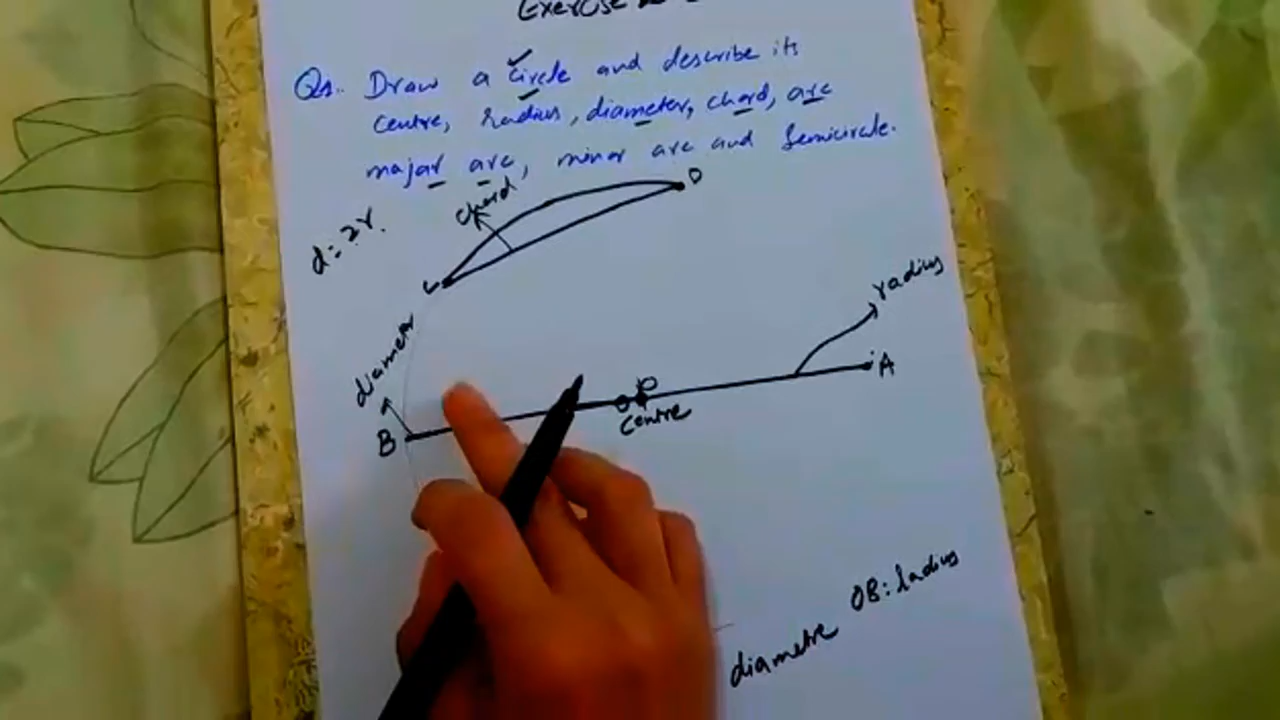 Exercise
Qs.. Draw a circle and describe its
centre, radius, diameter, chord, arc
major arc, minor arc and semicircle.
d=2r.
chord
D
radius
diameter
A
B
O
centre
diametre
OB: radius